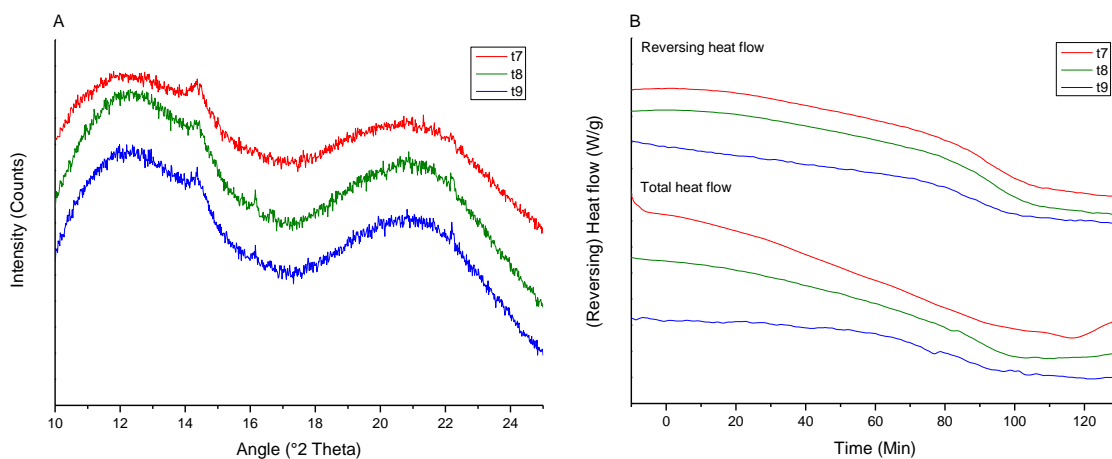 A
t7
t8
t9
Intensity (Counts)
10 12 14 16 18 20 22 24
Angle (°2 Theta)
B
Reversing heat flow
t7
t8
t9
Total heat flow
(Reversing) Heat flow (W/g)
0 20 40 60 80 100 120
Time (Min)